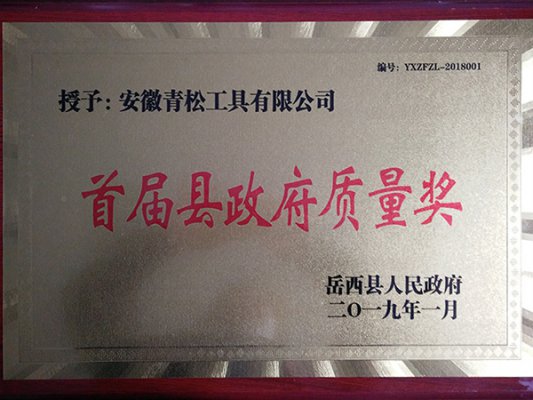 编号：YXZFZL-2018001
授予：安徽青松工具有限公司
首届县政府质量奖
岳西县人民政府
二〇一九年一月